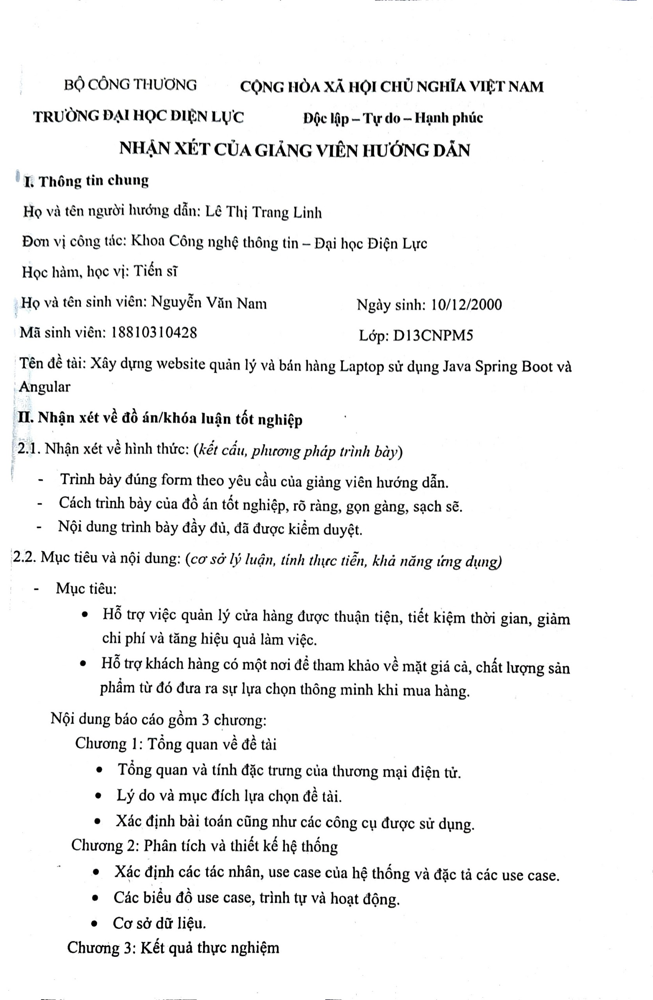 BỘ CÔNG THƯƠNG CỘNG HÒA XÃ HỘI CHỦ NGHĨA VIỆT NAM
TRƯỜNG ĐẠI HỌC ĐIỆN LỰC Độc lập – Tự do – Hạnh phúc
NHẬN XÉT CỦA GIẢNG VIÊN HƯỚNG DẪN
I. Thông tin chung
Họ và tên người hướng dẫn: Lê Thị Trang Linh
Đơn vị công tác: Khoa Công nghệ thông tin – Đại học Điện Lực
Học hàm, học vị: Tiến sĩ
Họ và tên sinh viên: Nguyễn Văn Nam Ngày sinh: 10/12/2000
Mã sinh viên: 18810310428 Lớp: D13CNPM5
Tên đề tài: Xây dựng website quản lý và bán hàng Laptop sử dụng Java Spring Boot và
Angular
II. Nhận xét về đồ án/khóa luận tốt nghiệp
2.1. Nhận xét về hình thức: (kết cấu, phương pháp trình bày)
- Trình bày đúng form theo yêu cầu của giảng viên hướng dẫn.
- Cách trình bày của đồ án tốt nghiệp, rõ ràng, gọn gàng, sạch sẽ.
- Nội dung trình bày đầy đủ, đã được kiểm duyệt.
2.2. Mục tiêu và nội dung: (cơ sở lý luận, tính thực tiễn, khả năng ứng dụng)
- Mục tiêu:
• Hỗ trợ việc quản lý cửa hàng được thuận tiện, tiết kiệm thời gian, giảm
chi phí và tăng hiệu quả làm việc.
• Hỗ trợ khách hàng có một nơi để tham khảo về mặt giá cả, chất lượng sản
phẩm từ đó đưa ra sự lựa chọn thông minh khi mua hàng.
Nội dung báo cáo gồm 3 chương:
Chương 1: Tổng quan về đề tài
• Tổng quan và tính đặc trưng của thương mại điện tử.
• Lý do và mục đích lựa chọn đề tài.
• Xác định bài toán cũng như các công cụ được sử dụng.
Chương 2: Phân tích và thiết kế hệ thống
• Xác định các tác nhân, use case của hệ thống và đặc tả các use case.
• Các biểu đồ use case, trình tự và hoạt động.
• Cơ sở dữ liệu.
Chương 3: Kết quả thực nghiệm